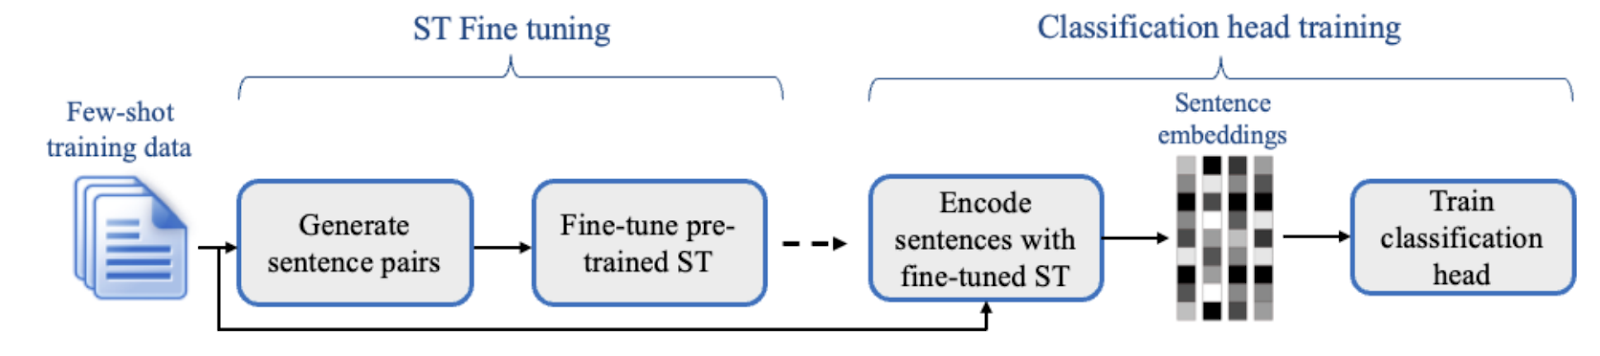 ST Fine tuning
Classification head training
Few-shot
training data
Generate
sentence pairs
Fine-tune pre-
trained ST
Encode
sentences with
fine-tuned ST
Sentence
embeddings
Train
classification
head